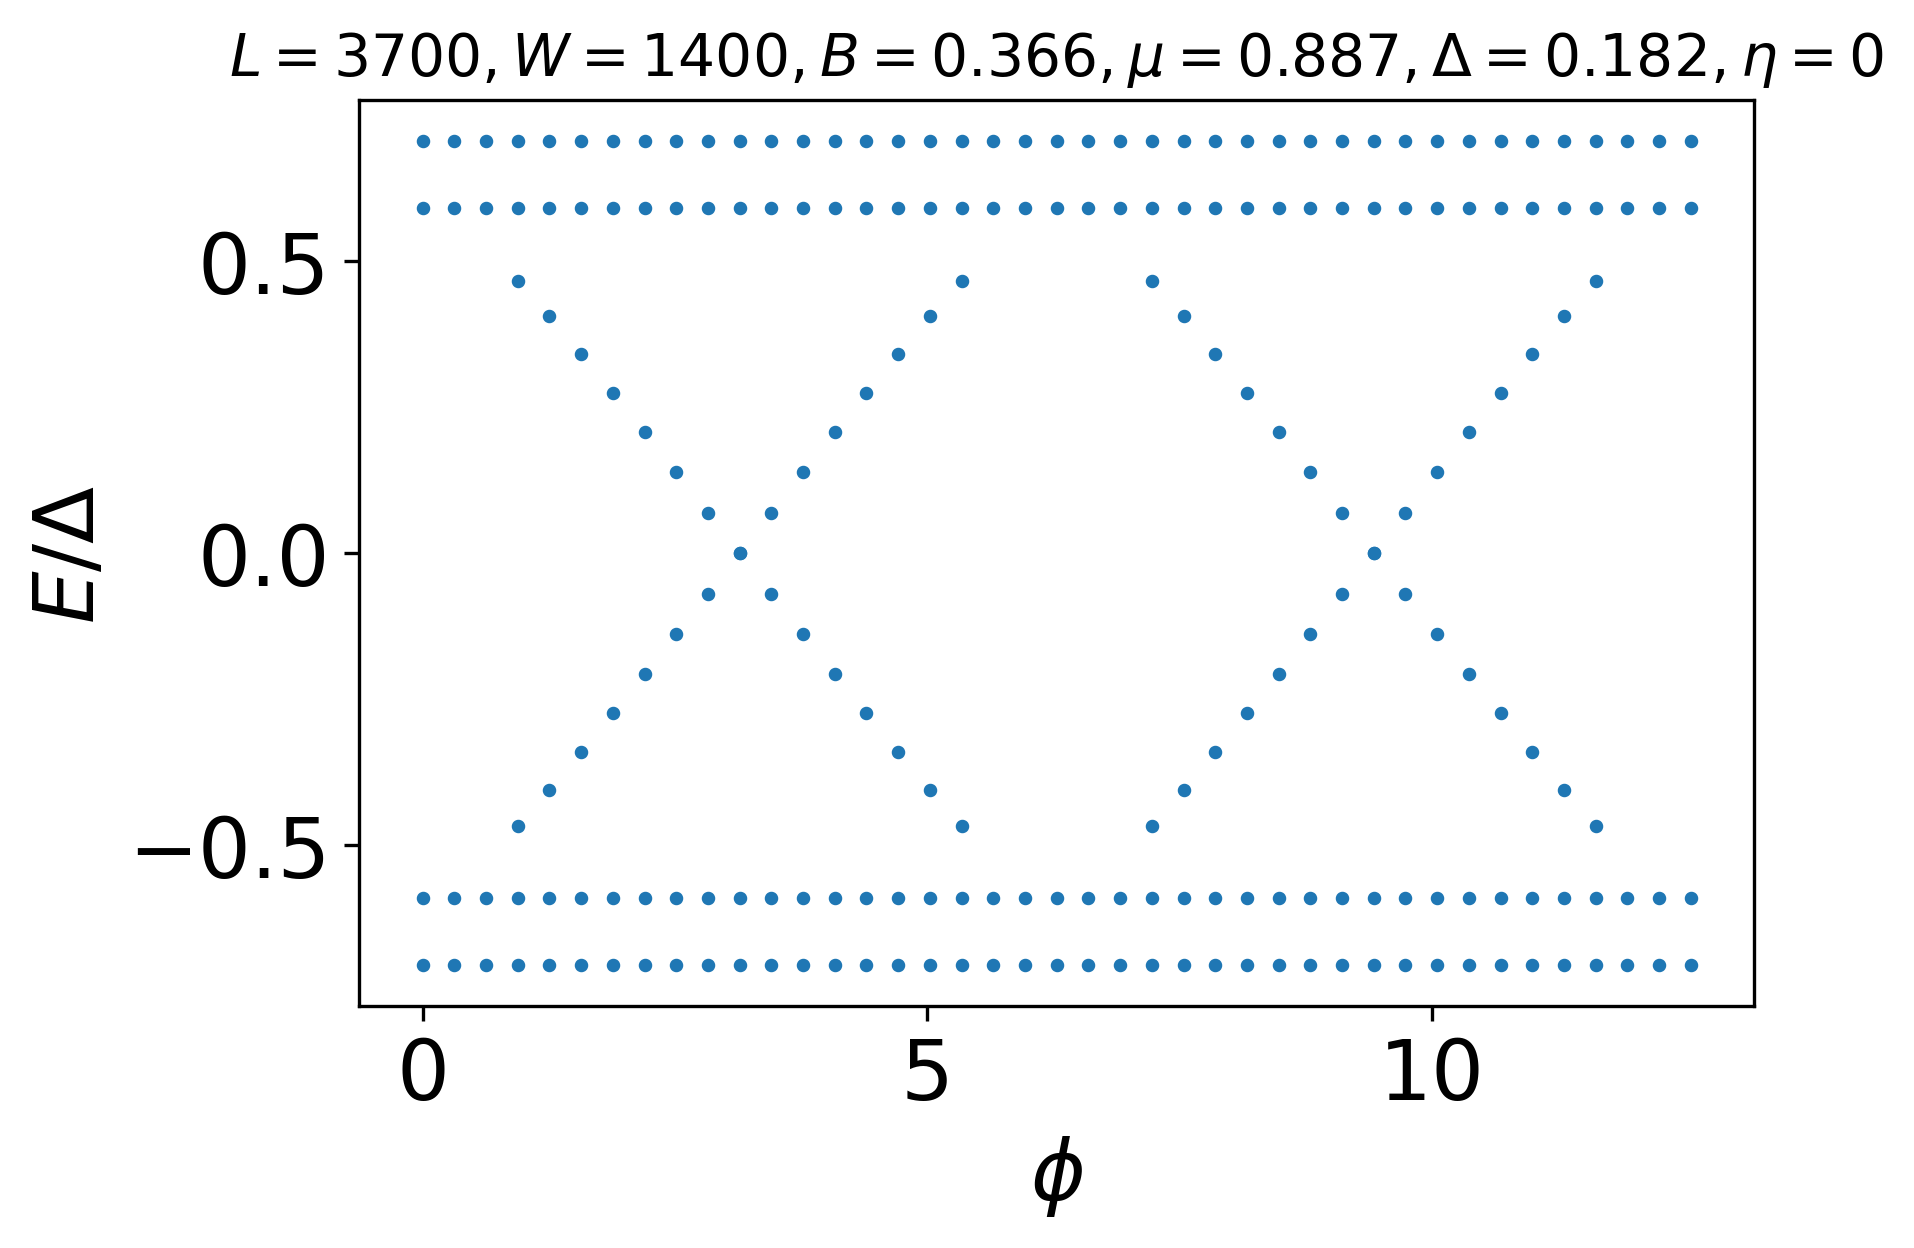 L = 3700, W = 1400, B = 0.366, μ = 0.887, Δ = 0.182, η = 0
0.5
0.0
−0.5
E/Δ
0 5 10
ϕ